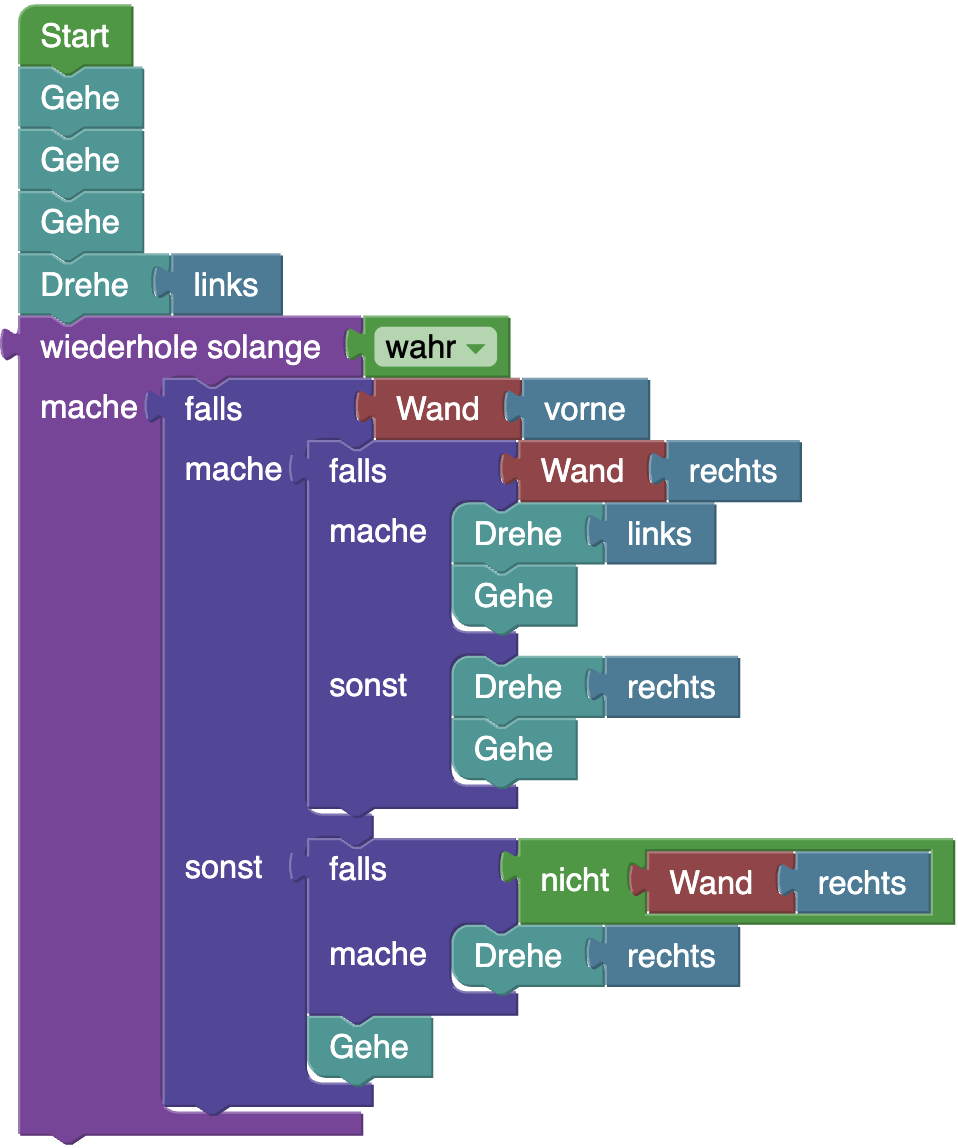 Start
Gehe
Gehe
Gehe
Drehe links
wiederhole solange wahr
mache falls Wand vorne
mache falls Wand rechts
mache Drehe links
Gehe
sonst Drehe rechts
Gehe
sonst falls nicht Wand rechts
mache Drehe rechts
Gehe